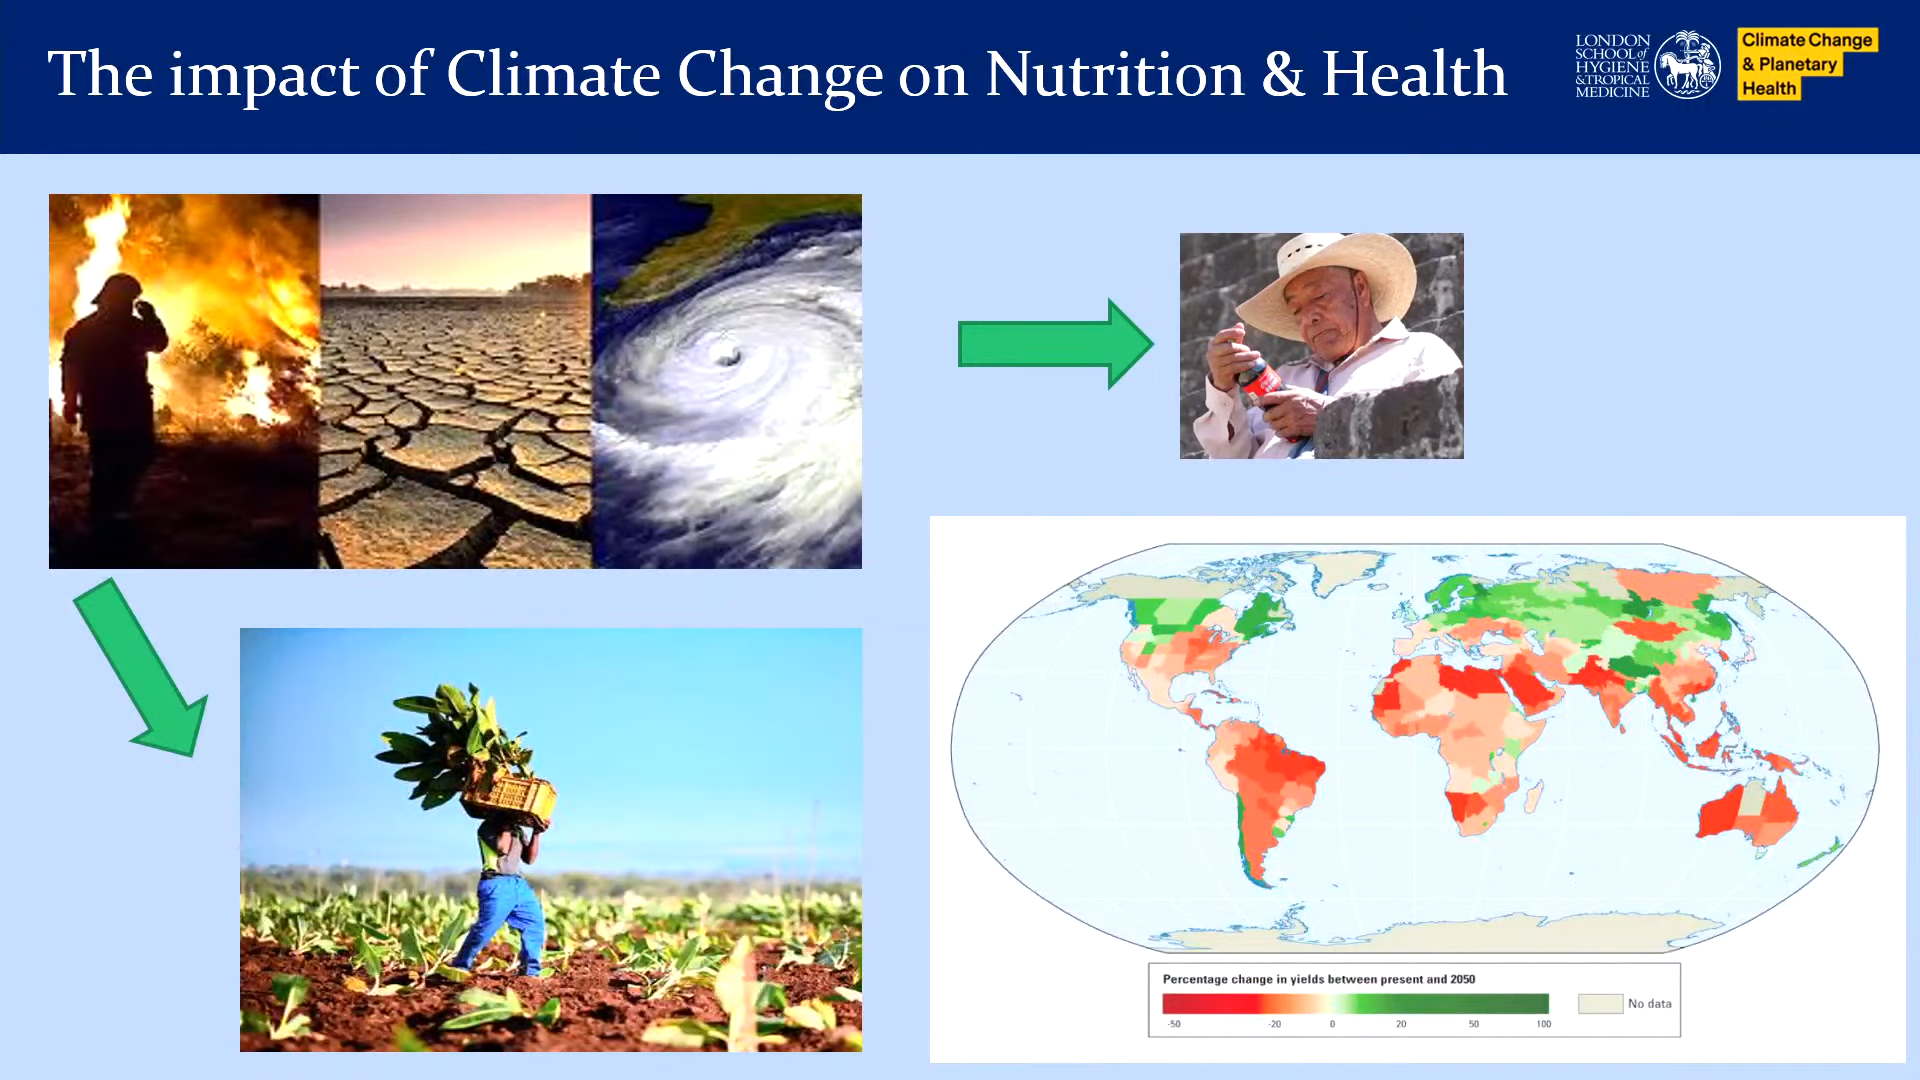 The impact of Climate Change on Nutrition & Health
LONDON
SCHOOL of
HYGIENE
& TROPICAL
MEDICINE
Climate Change
& Planetary
Health
Percentage change in yields between present and 2050
No data
-50 -20 0 20 50 100